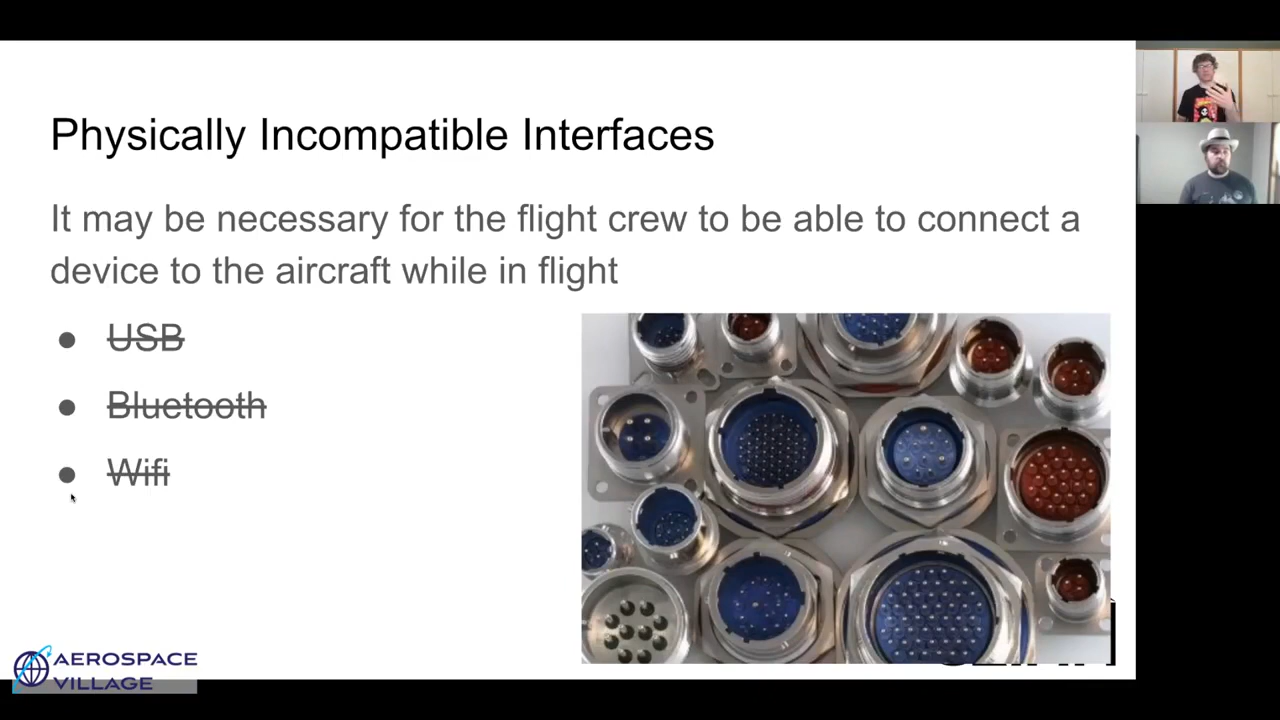 Physically Incompatible Interfaces
It may be necessary for the flight crew to be able to connect a
device to the aircraft while in flight
USB
Bluetooth
Wifi
AEROSPACE
VILLAGE